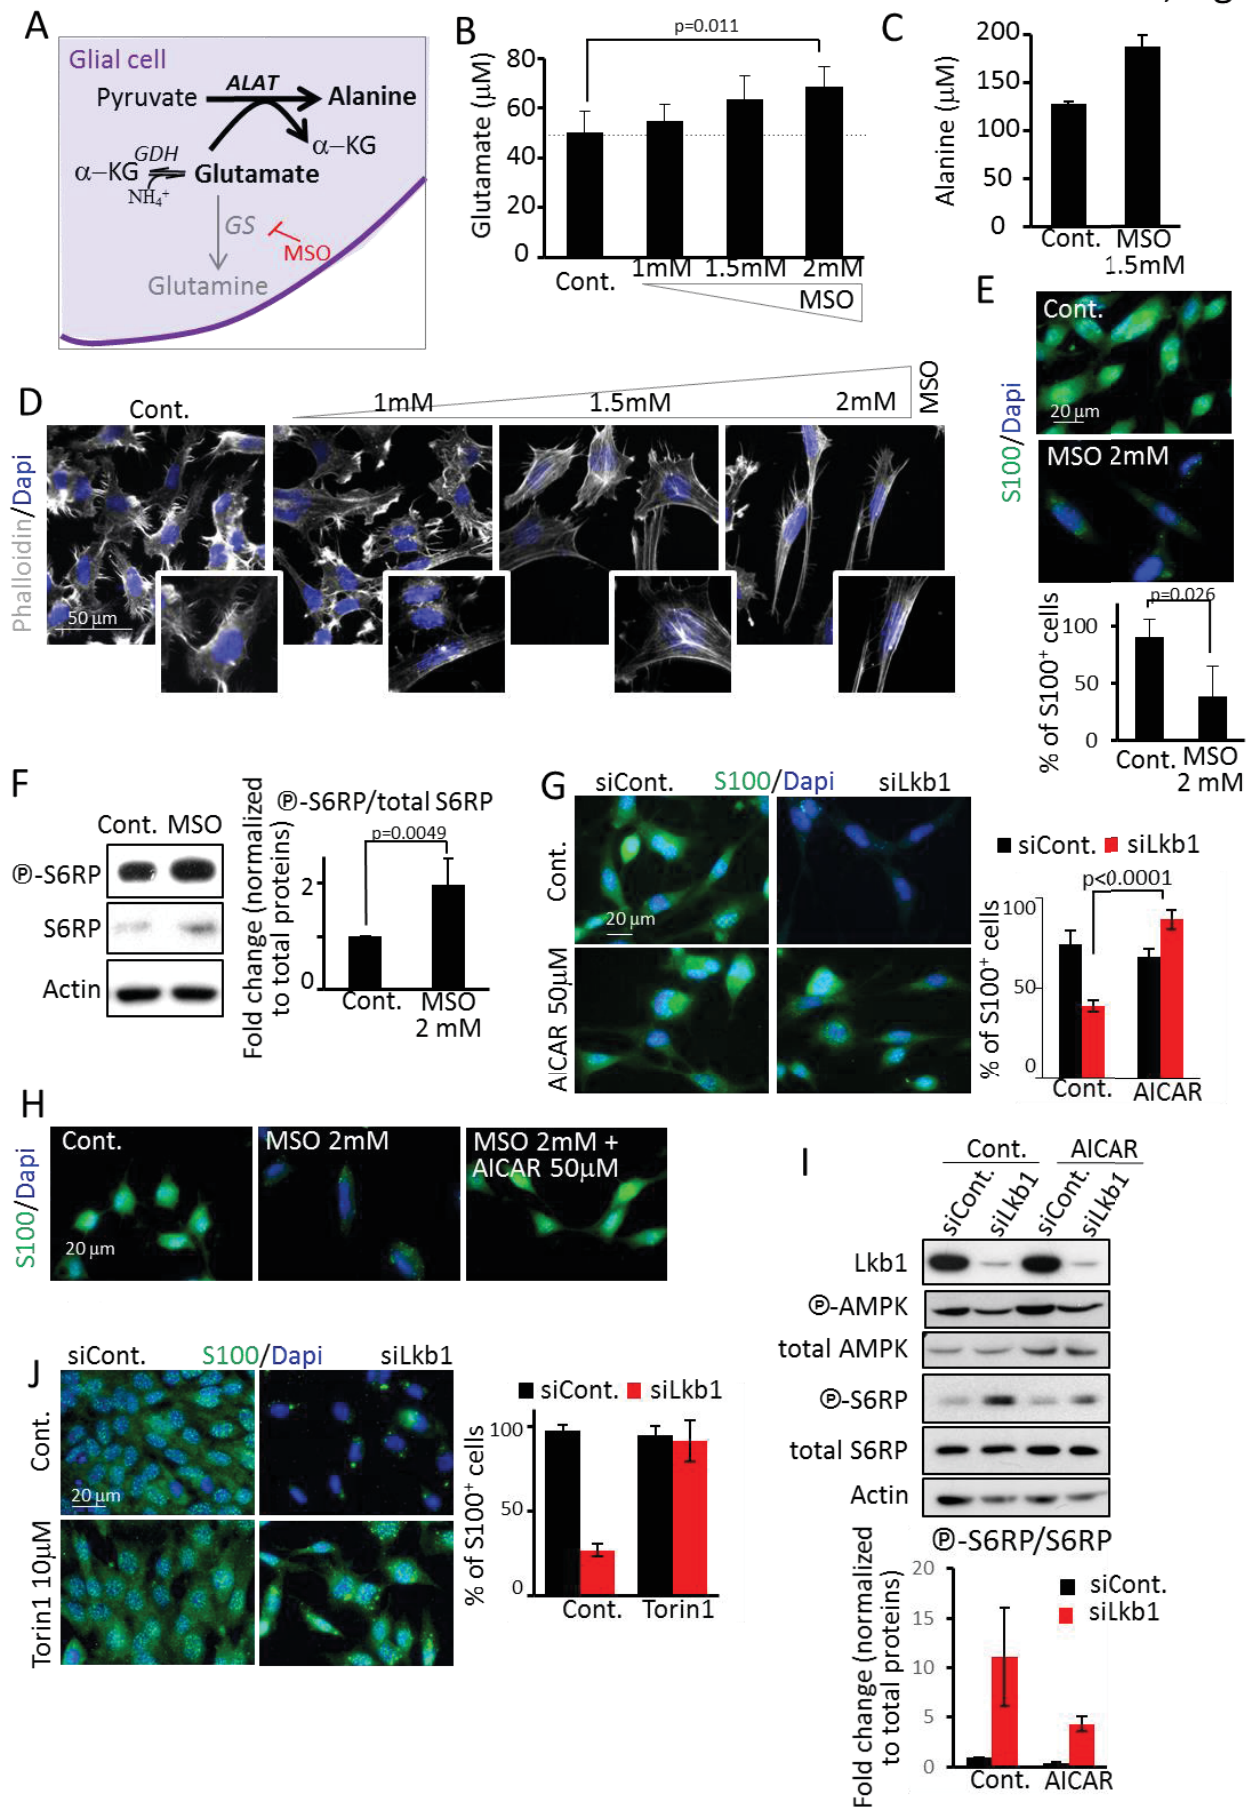 A
Glial cell
Pyruvate
ALAT
Alanine
α-KG
α-KG
GDH
Glutamate
NH₄⁺
GS
MSO
Glutamine
B
p=0.011
Glutamate (µM)
80
60
40
20
0
Cont.
1mM
1.5mM
2mM
MSO
C
Alanine (µM)
200
150
100
50
0
Cont.
MSO
1.5mM
D
Cont.
1mM
1.5mM
2mM
MSO
Phalloidin/Dapi
50 µm
E
S100/Dapi
Cont.
20 µm
MSO 2mM
p=0.026
% of S100⁺ cells
100
50
0
Cont.
MSO
2 mM
F
Cont. MSO
Ⓟ-S6RP
S6RP
Actin
Ⓟ-S6RP/total S6RP
Fold change (normalized
to total proteins)
p=0.0049
2
1
0
Cont.
MSO
2 mM
G
siCont.
S100/Dapi
siLkb1
Cont.
20 µm
AICAR 50µM
siCont.
siLkb1
p<0.0001
% of S100⁺ cells
100
50
0
Cont.
AICAR
H
S100/Dapi
Cont.
20 µm
MSO 2mM
MSO 2mM +
AICAR 50µM
I
Cont.
AICAR
siCont.
siLkb1
siCont.
siLkb1
Lkb1
Ⓟ-AMPK
total AMPK
Ⓟ-S6RP
total S6RP
Actin
Ⓟ-S6RP/S6RP
Fold change (normalized
to total proteins)
20
15
10
5
0
siCont.
siLkb1
Cont.
AICAR
J
siCont.
S100/Dapi
siLkb1
Cont.
20 µm
Torin1 10µM
siCont.
siLkb1
% of S100⁺ cells
100
50
0
Cont.
Torin1